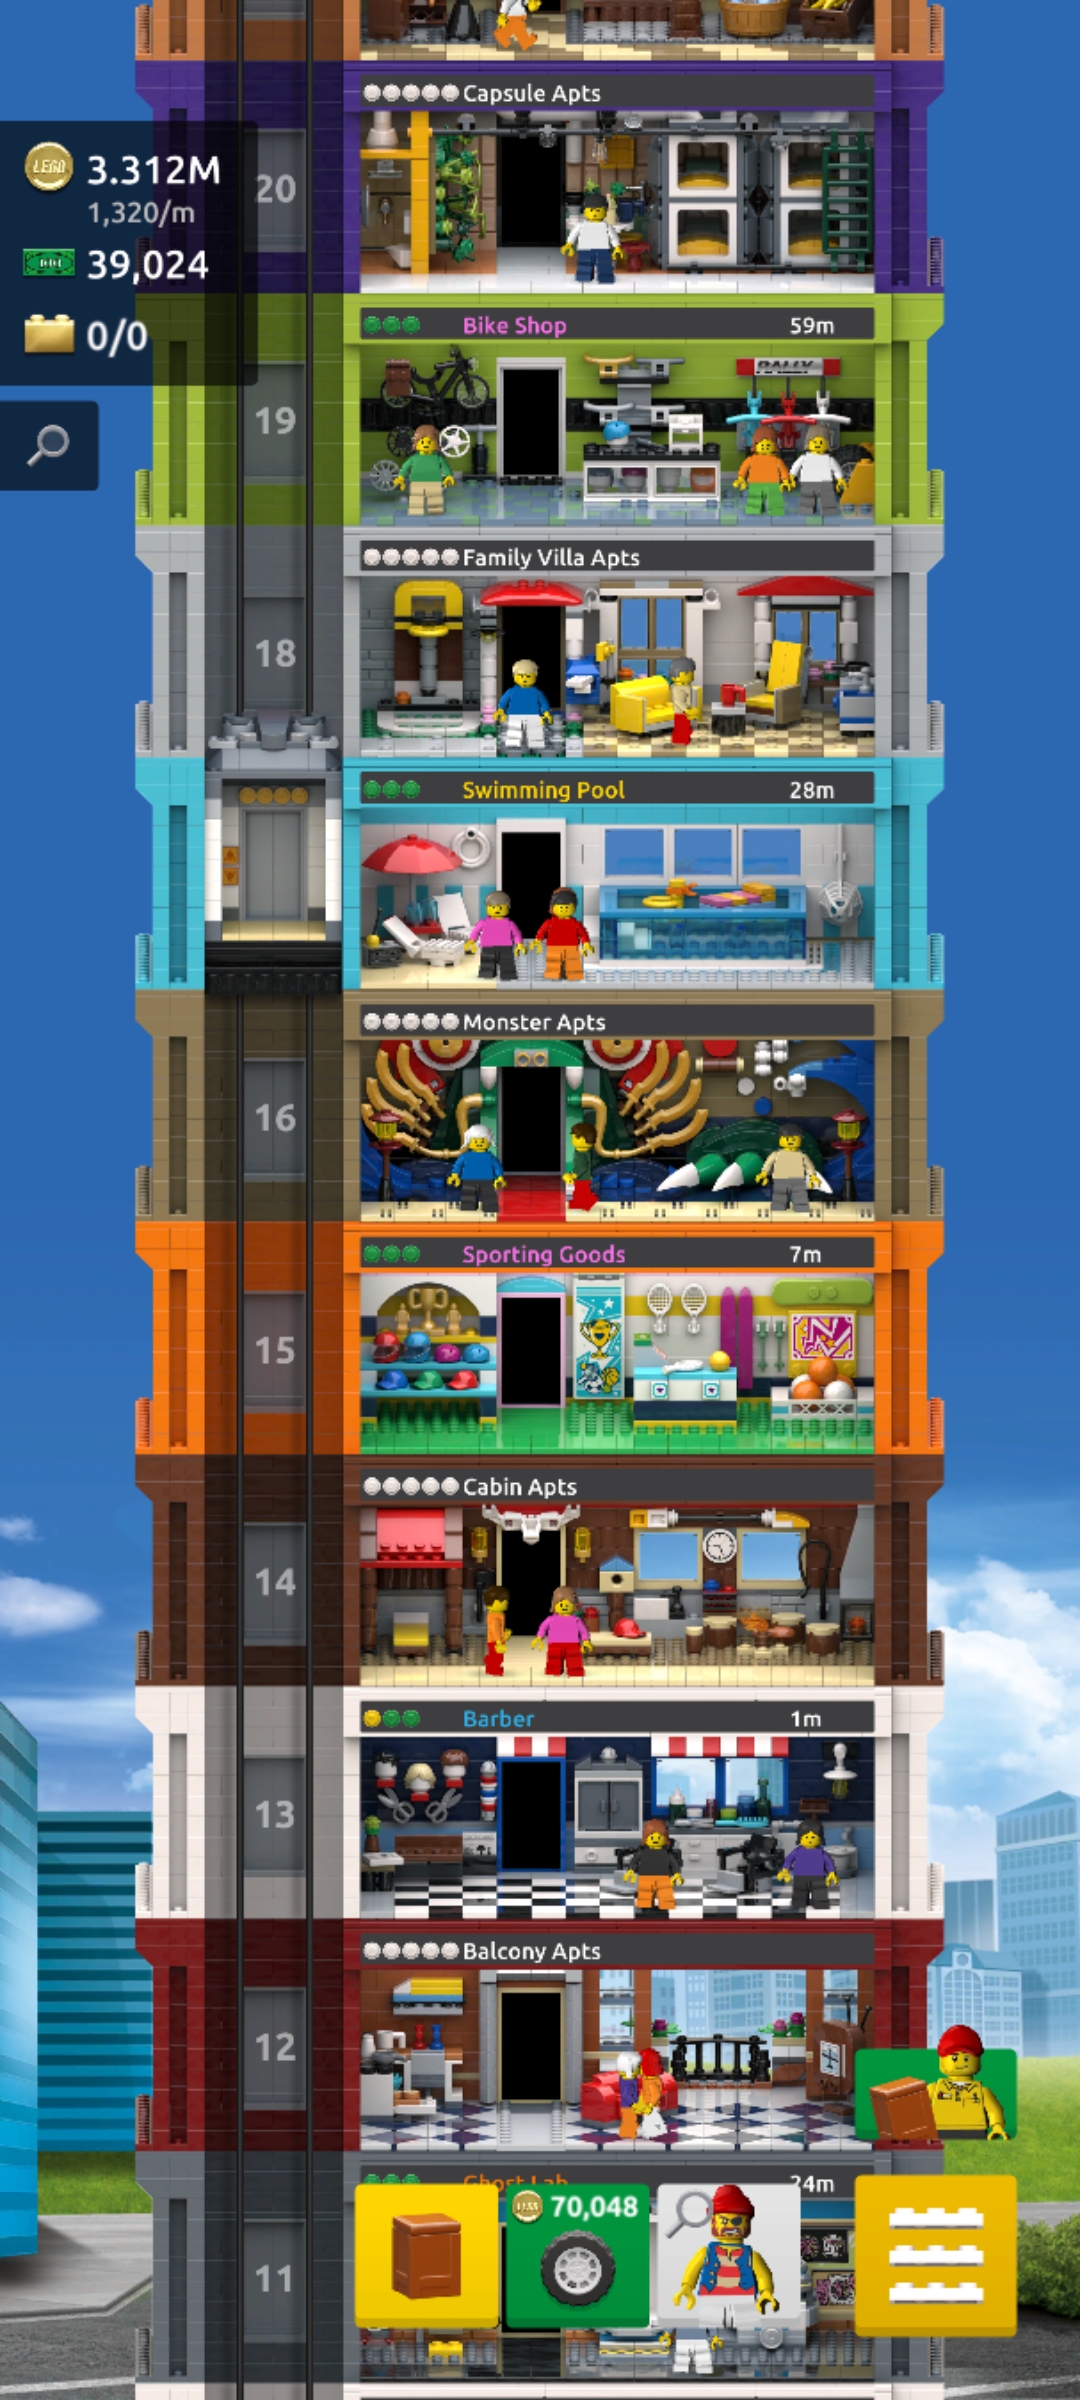 Capsule Apts
20
3.312M
1,320/m
39,024
0/0
Bike Shop 59m
RALLY
19
Family Villa Apts
18
Swimming Pool 28m
Monster Apts
16
Sporting Goods 7m
15
Cabin Apts
14
Barber 1m
13
Balcony Apts
12
Ghost Lab 24m
70,048
11